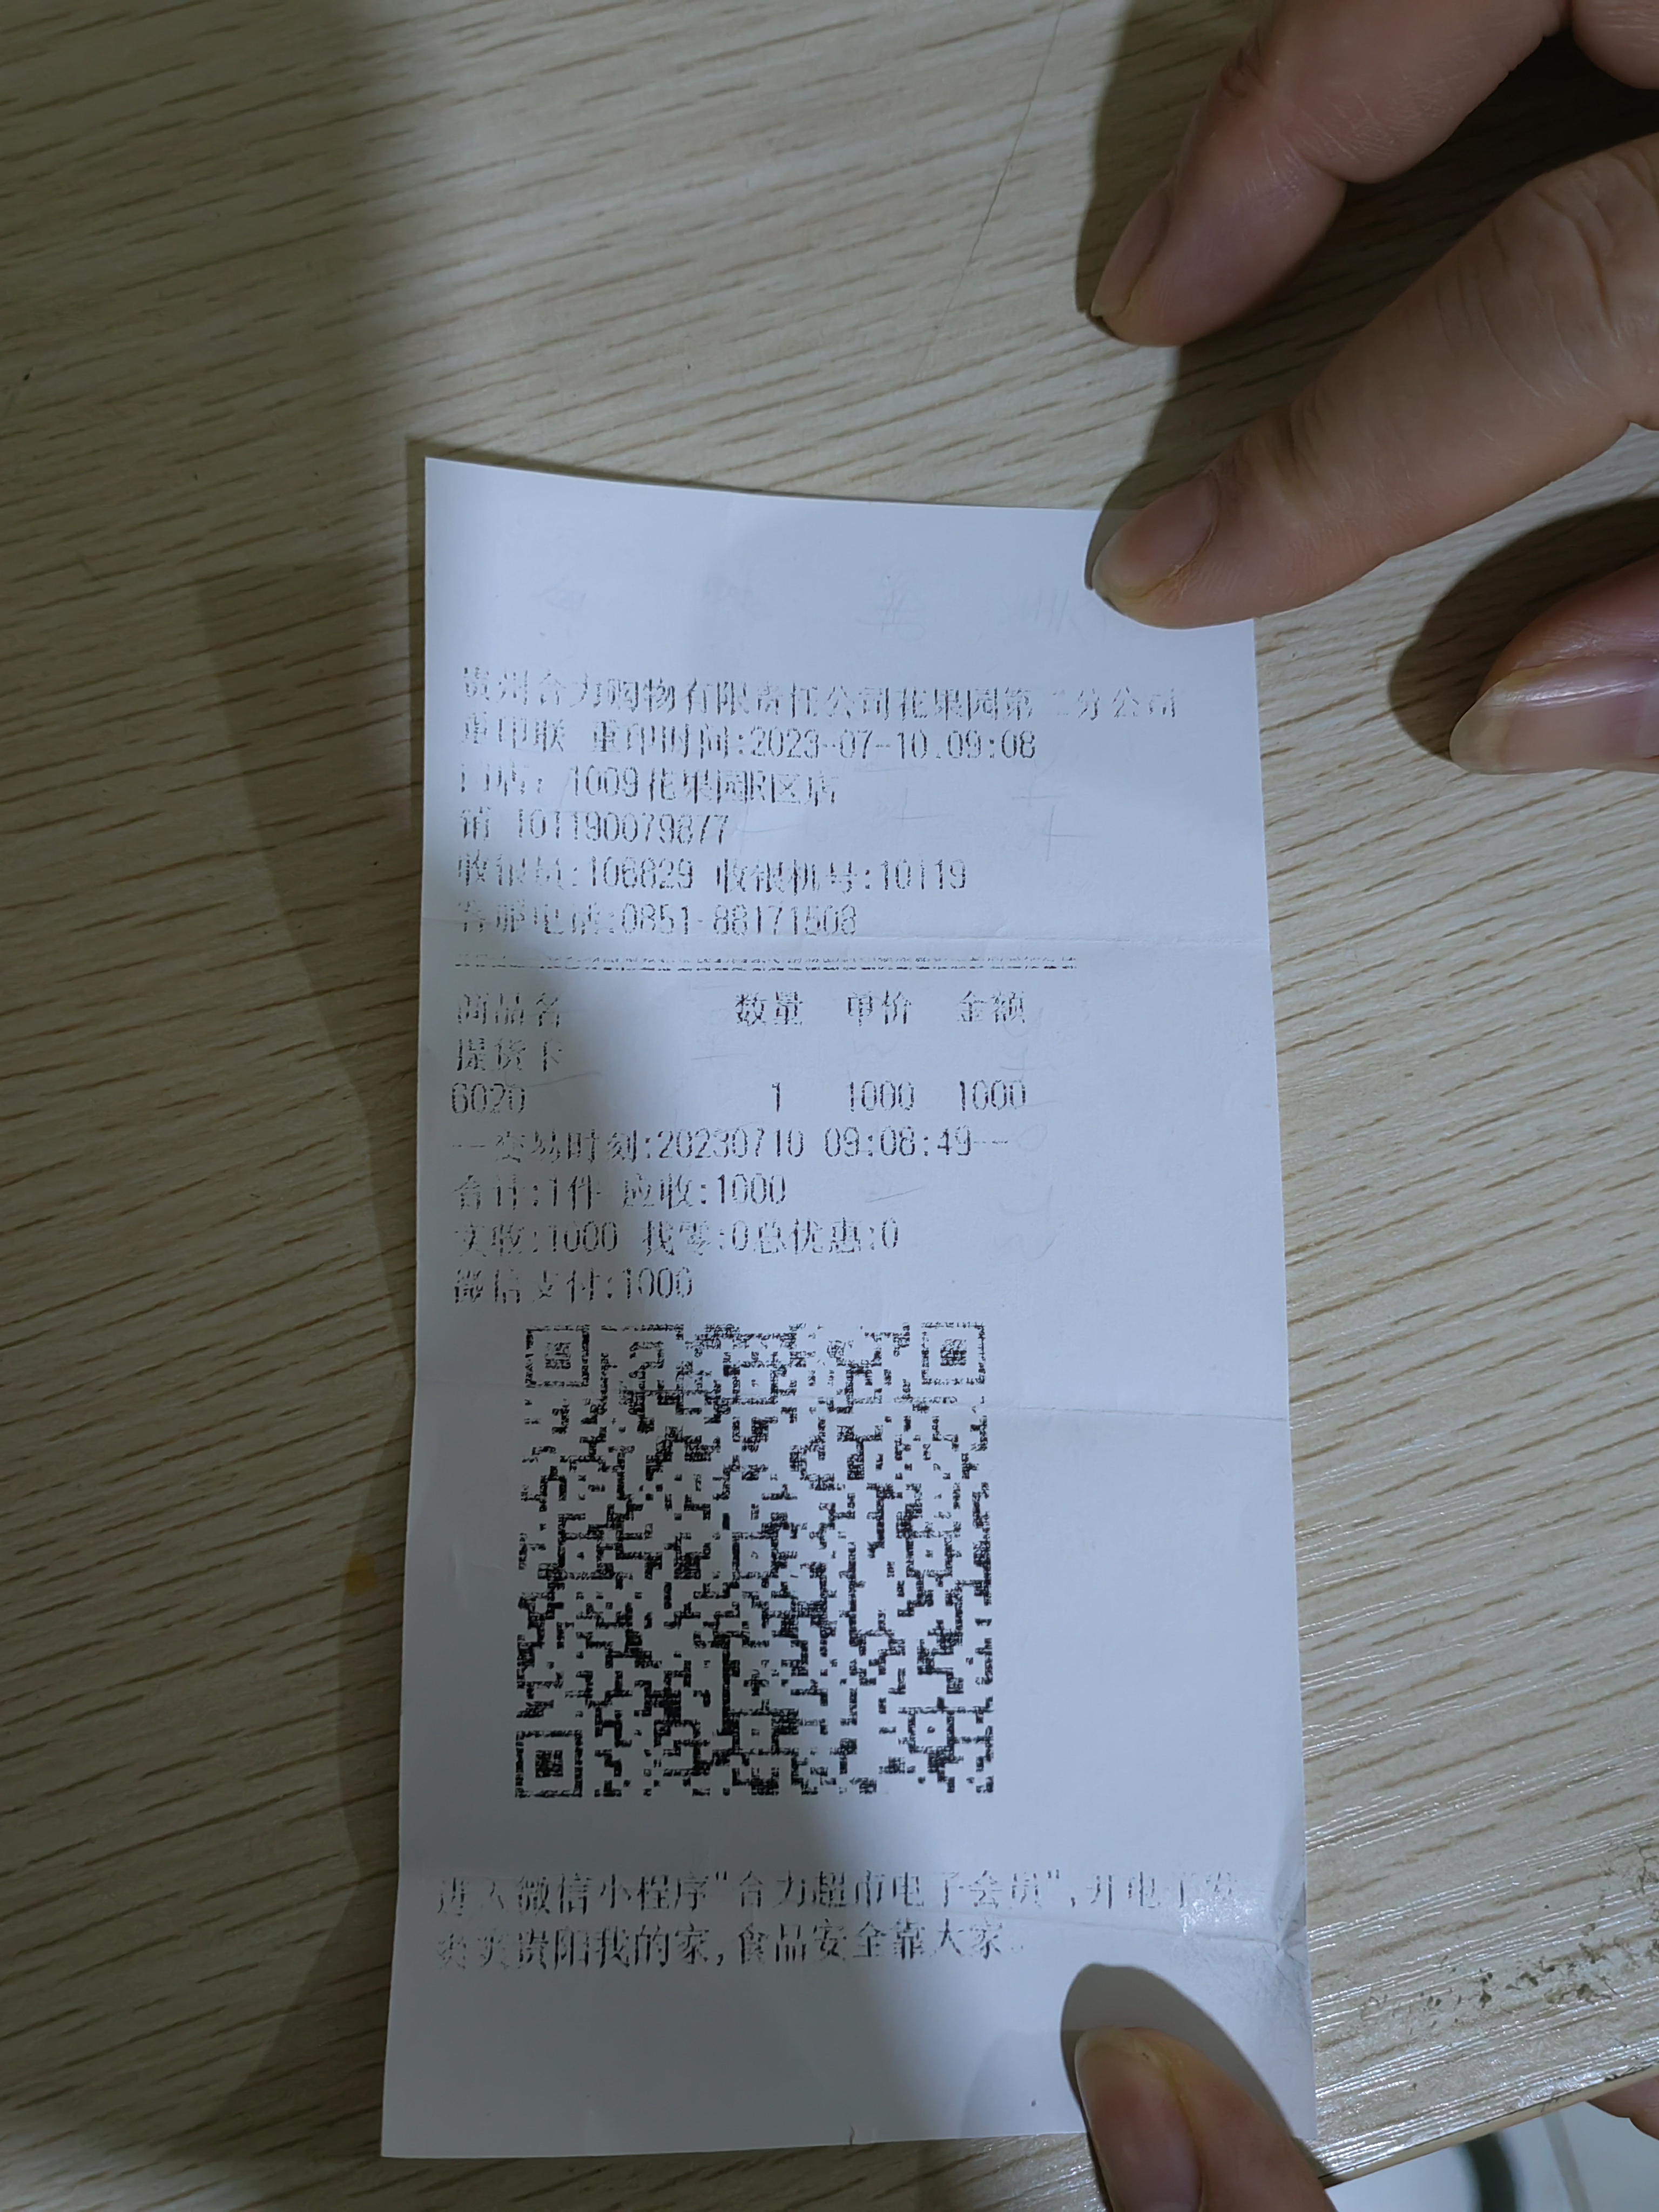 贵州合力购物有限责任公司花果园第二分公司
重印联 重印时间:2023-07-10.09:08
门店: 1009花果园R区店
销 101190079877
收银员:106829 收银机号:10119
客服电话:0851-88171508
商品名 数量 单价 金额
提货卡
6020 1 1000 1000
--交易时刻:20230710 09:08:49--
合计:1件 应收:1000
实收:1000 找零:0总优惠:0
微信支付:1000
进入微信小程序"合力超市电子会员",开电子发
爽爽贵阳我的家,食品安全靠大家.